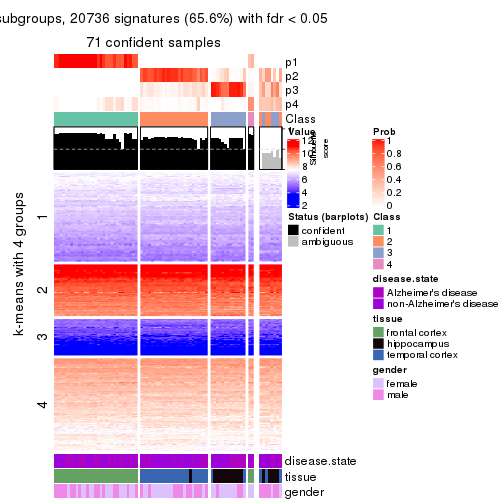 subgroups, 20736 signatures (65.6%) with fdr < 0.05
71 confident samples
p1
p2
p3
p4
Class
Silhouette
score
k-means with 4 groups
1
2
3
4
disease.state
tissue
gender
Value
12
10
8
6
4
2
Status (barplots)
confident
ambiguous
Prob
1
0.8
0.6
0.4
0.2
0
Class
1
2
3
4
disease.state
Alzheimer's disease
non-Alzheimer's disease
tissue
frontal cortex
hippocampus
temporal cortex
gender
female
male